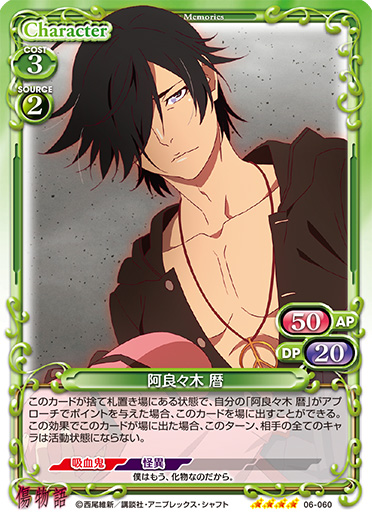 Memories
Character
COST
3
SOURCE
2
50 AP
DP 20
阿良々木 暦
このカードが捨て札置き場にある状態で、自分の「阿良々木 暦」がアプ
ローチでポイントを与えた場合、このカードを場に出すことができる。
この効果でこのカードが場に出た場合、このターン、相手の全てのキャ
ラは活動状態にならない。
吸血鬼 怪異
僕はもう、化物なのだから。
傷物語
©西尾維新／講談社・アニプレックス・シャフト
06-060